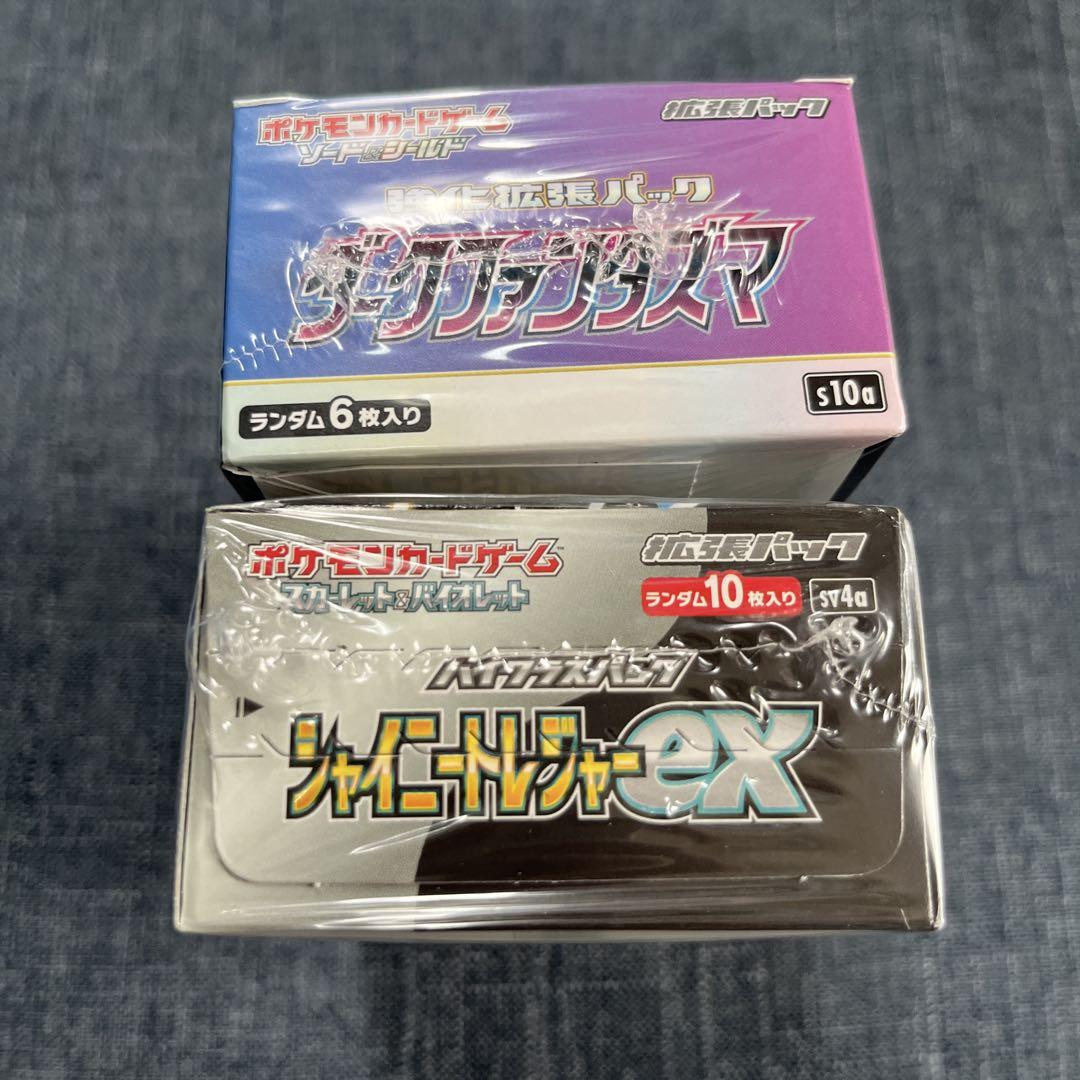 ポケモンカードゲーム
ソード&シールド
拡張パック
強化拡張パック
ダークファンタズマ
ランダム6枚入り
s10a
ポケモンカードゲーム™
スカーレット&バイオレット
拡張パック
ランダム10枚入り
sv4a
ハイクラスパック
シャイニートレジャーex